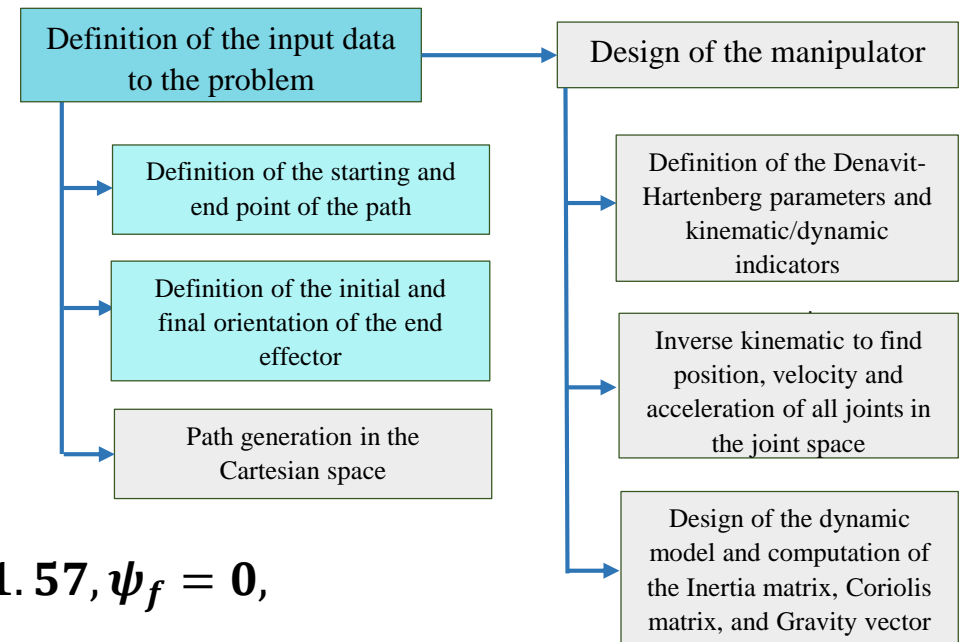 Definition of the input data
to the problem
Definition of the starting and
end point of the path
Definition of the initial and
final orientation of the end
effector
Path generation in the
Cartesian space
Design of the manipulator
Definition of the Denavit-
Hartenberg parameters and
kinematic/dynamic
indicators
Inverse kinematic to find
position, velocity and
acceleration of all joints in
the joint space
Design of the dynamic
model and computation of
the Inertia matrix, Coriolis
matrix, and Gravity vector
1.57, ψ_f = 0,